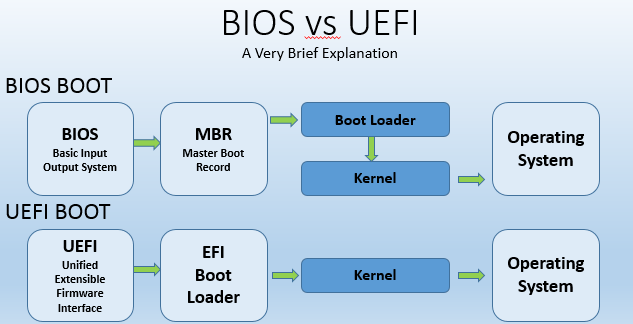 BIOS vs UEFI
A Very Brief Explanation
BIOS BOOT
BIOS
Basic Input
Output System
MBR
Master Boot
Record
Boot Loader
Kernel
Operating
System
UEFI BOOT
UEFI
Unified
Extensible
Firmware
Interface
EFI
Boot
Loader
Kernel
Operating
System